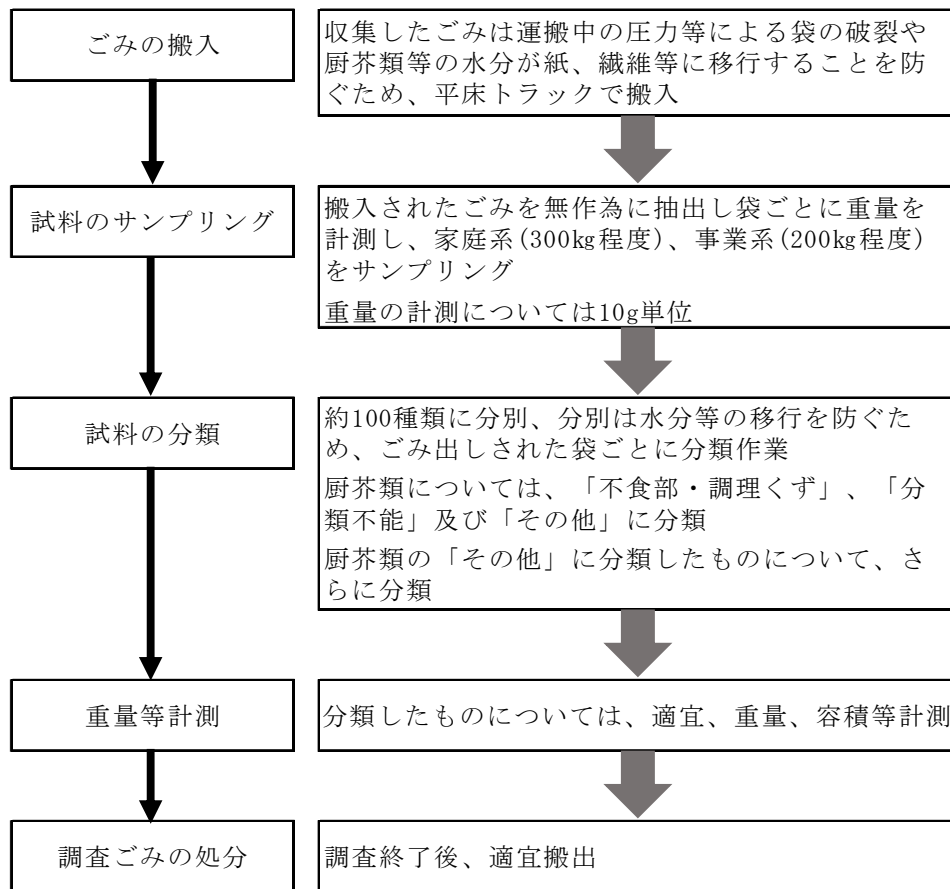 ごみの搬入
収集したごみは運搬中の圧力等による袋の破裂や
厨芥類等の水分が紙、繊維等に移行することを防
ぐため、平床トラックで搬入
試料のサンプリング
搬入されたごみを無作為に抽出し袋ごとに重量を
計測し、家庭系(300㎏程度)、事業系(200㎏程度)
をサンプリング
重量の計測については10g単位
試料の分類
約100種類に分別、分別は水分等の移行を防ぐた
め、ごみ出しされた袋ごとに分類作業
厨芥類については、「不食部・調理くず」、「分
類不能」及び「その他」に分類
厨芥類の「その他」に分類したものについて、さ
らに分類
重量等計測
分類したものについては、適宜、重量、容積等計測
調査ごみの処分
調査終了後、適宜搬出